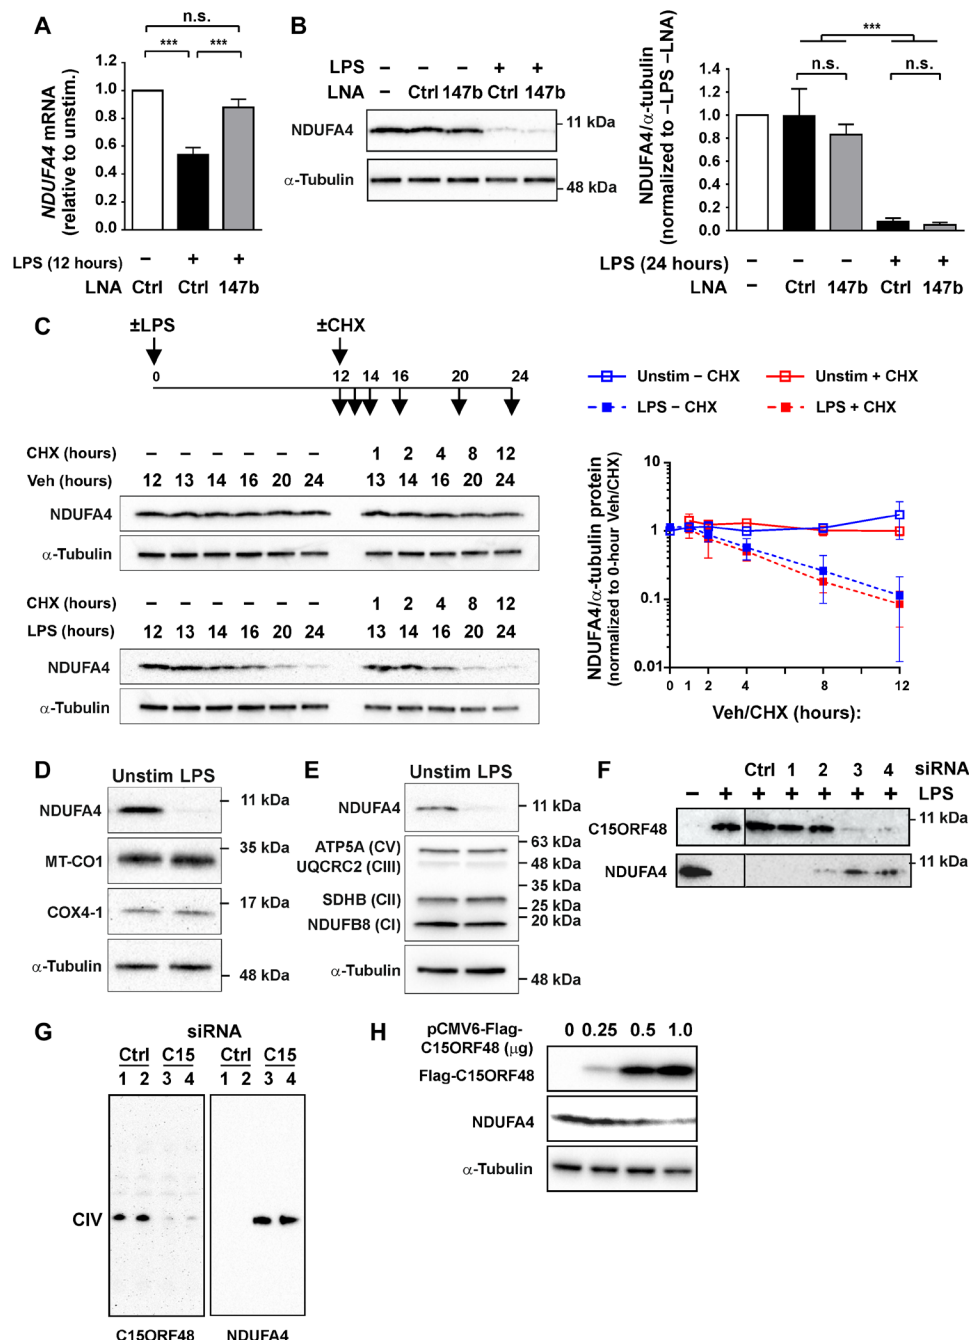 A
n.s.
*** ***
NDUFA4 mRNA
(relative to unstim.)
1.2
1.0
0.8
0.6
0.4
0.2
0.0
LPS (12 hours) – + +
LNA Ctrl Ctrl 147b
B
LPS – – – + +
LNA – Ctrl 147b Ctrl 147b
NDUFA4
11 kDa
α-Tubulin
48 kDa
***
n.s. n.s.
NDUFA4/α-tubulin
(normalized to –LPS –LNA)
1.4
1.2
1.0
0.8
0.6
0.4
0.2
0.0
LPS (24 hours) – – – + +
LNA – Ctrl 147b Ctrl 147b
C
±LPS ±CHX
0 12 14 16 20 24
CHX (hours) – – – – – – 1 2 4 8 12
Veh (hours) 12 13 14 16 20 24 13 14 16 20 24
NDUFA4
α-Tubulin
CHX (hours) – – – – – – 1 2 4 8 12
LPS (hours) 12 13 14 16 20 24 13 14 16 20 24
NDUFA4
α-Tubulin
Unstim – CHX Unstim + CHX
LPS – CHX LPS + CHX
NDUFA4/α-tubulin protein
(normalized to 0-hour Veh/CHX)
10
1
0.1
0.01
0 1 2 4 8 12
Veh/CHX (hours):
D
Unstim LPS
NDUFA4
11 kDa
MT-CO1
35 kDa
COX4-1
17 kDa
α-Tubulin
48 kDa
E
Unstim LPS
NDUFA4
11 kDa
ATP5A (CV)
63 kDa
UQCRC2 (CIII)
48 kDa
35 kDa
SDHB (CII)
25 kDa
NDUFB8 (CI)
20 kDa
α-Tubulin
48 kDa
F
Ctrl 1 2 3 4 siRNA
– + + + + + + LPS
C15ORF48
11 kDa
NDUFA4
11 kDa
G
siRNA
Ctrl C15 Ctrl C15
1 2 3 4 1 2 3 4
CIV
C15ORF48 NDUFA4
H
pCMV6-Flag-
C15ORF48 (μg)
0 0.25 0.5 1.0
Flag-C15ORF48
NDUFA4
α-Tubulin